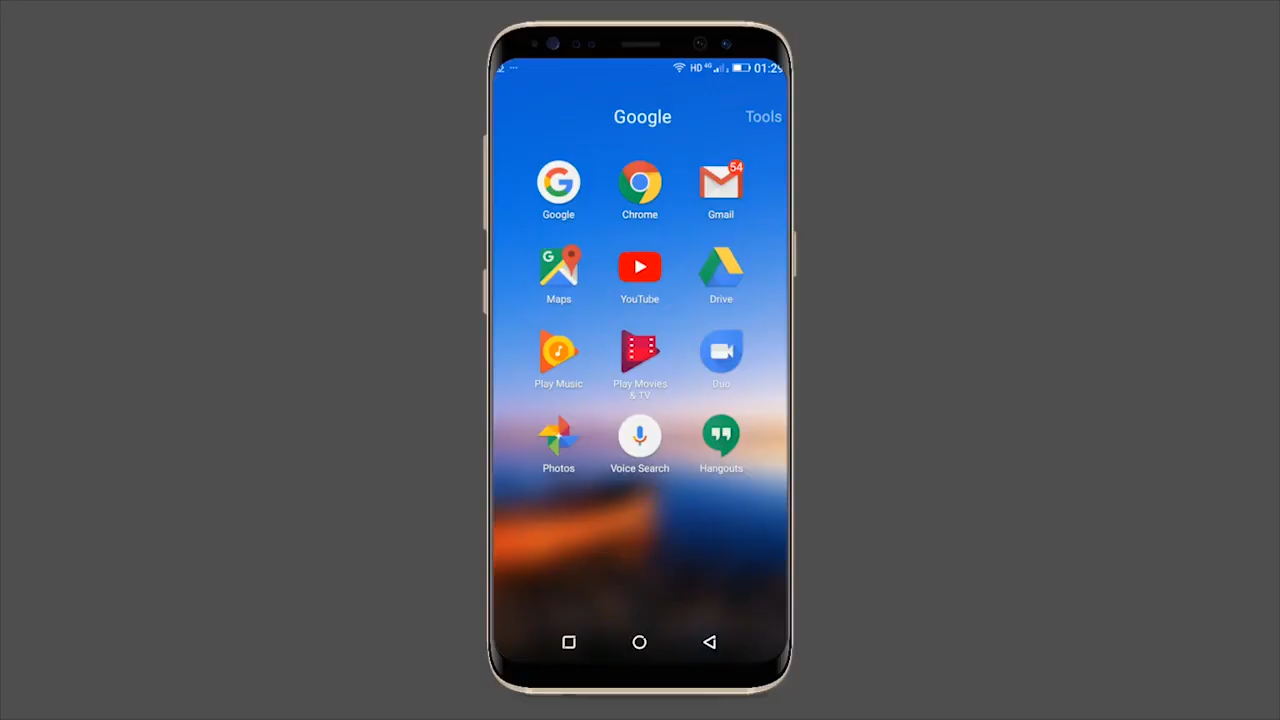 HD 4G 01:29
Google Tools
54
Google Chrome Gmail
G
Maps YouTube Drive
Play Music Play Movies Duo
& TV
Photos Voice Search Hangouts